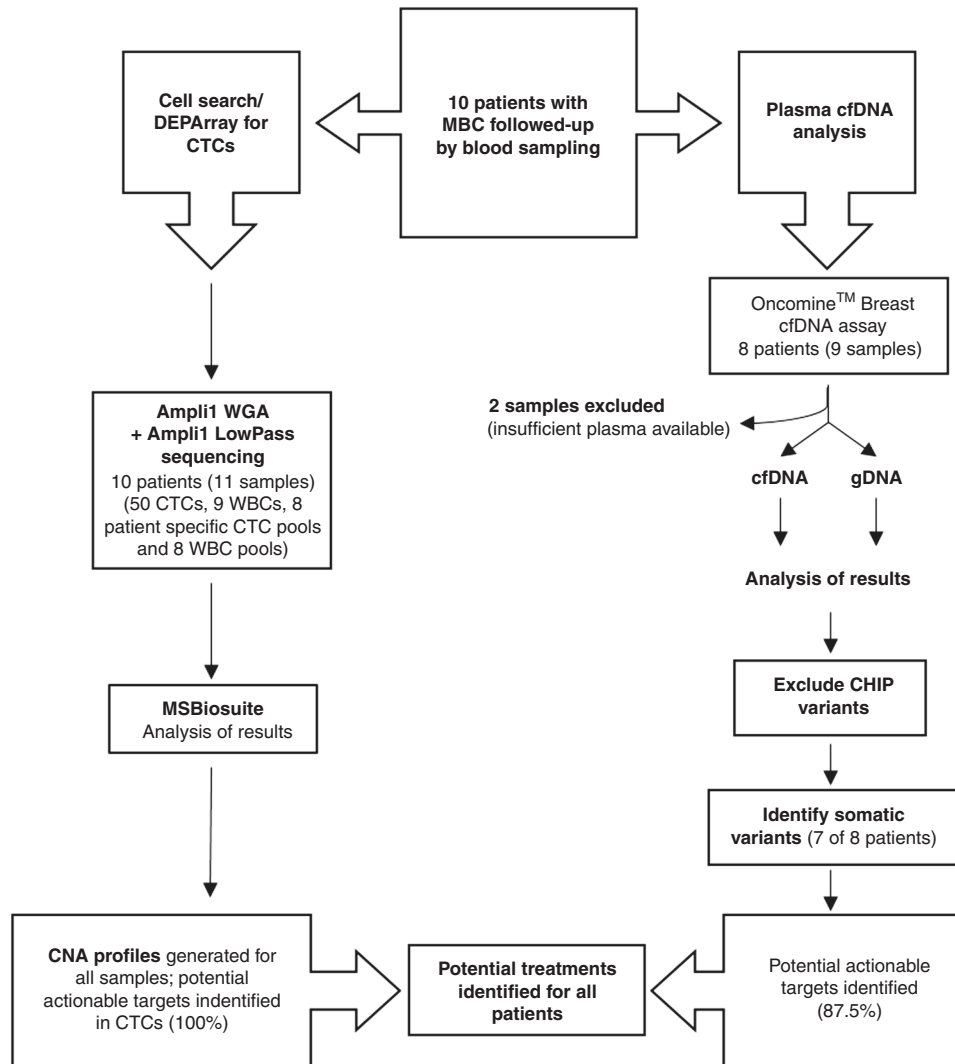 Cell search/
DEPArray for
CTCs
10 patients with
MBC followed-up
by blood sampling
Plasma cfDNA
analysis
Oncomine™ Breast
cfDNA assay
8 patients (9 samples)
2 samples excluded
(insufficient plasma available)
cfDNA
gDNA
Analysis of results
Exclude CHIP
variants
Identify somatic
variants (7 of 8 patients)
Ampli1 WGA
+ Ampli1 LowPass
sequencing
10 patients (11 samples)
(50 CTCs, 9 WBCs, 8
patient specific CTC pools
and 8 WBC pools)
MSBiosuite
Analysis of results
CNA profiles generated for
all samples; potential
actionable targets indentified
in CTCs (100%)
Potential treatments
identified for all
patients
Potential actionable
targets identified
(87.5%)